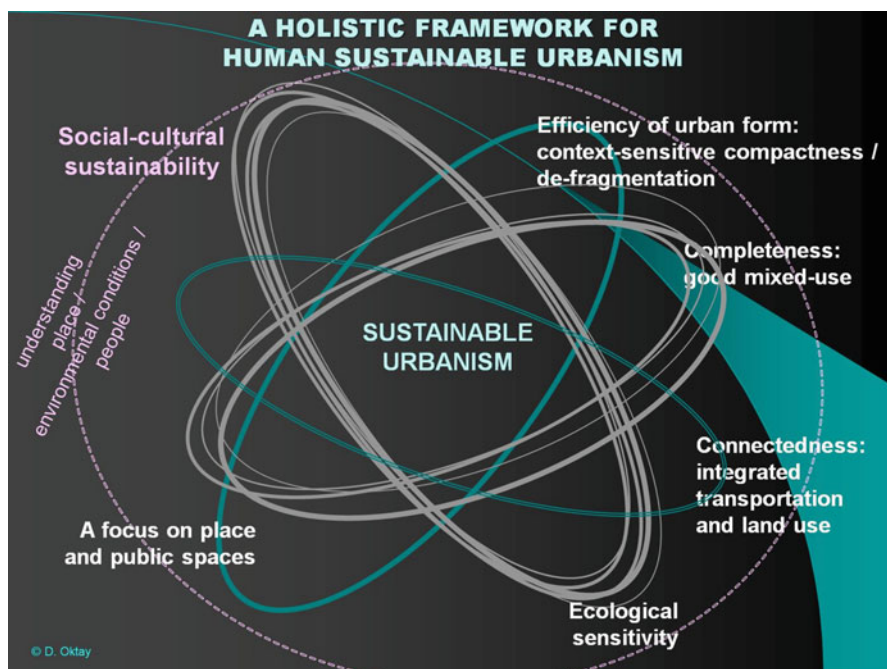 A HOLISTIC FRAMEWORK FOR
HUMAN SUSTAINABLE URBANISM
Social-cultural
sustainability
Efficiency of urban form:
context-sensitive compactness /
de-fragmentation
understanding
place /
environmental conditions /
people
Completeness:
good mixed-use
SUSTAINABLE
URBANISM
Connectedness:
integrated
transportation
and land use
A focus on place
and public spaces
Ecological
sensitivity
© D. Oktay